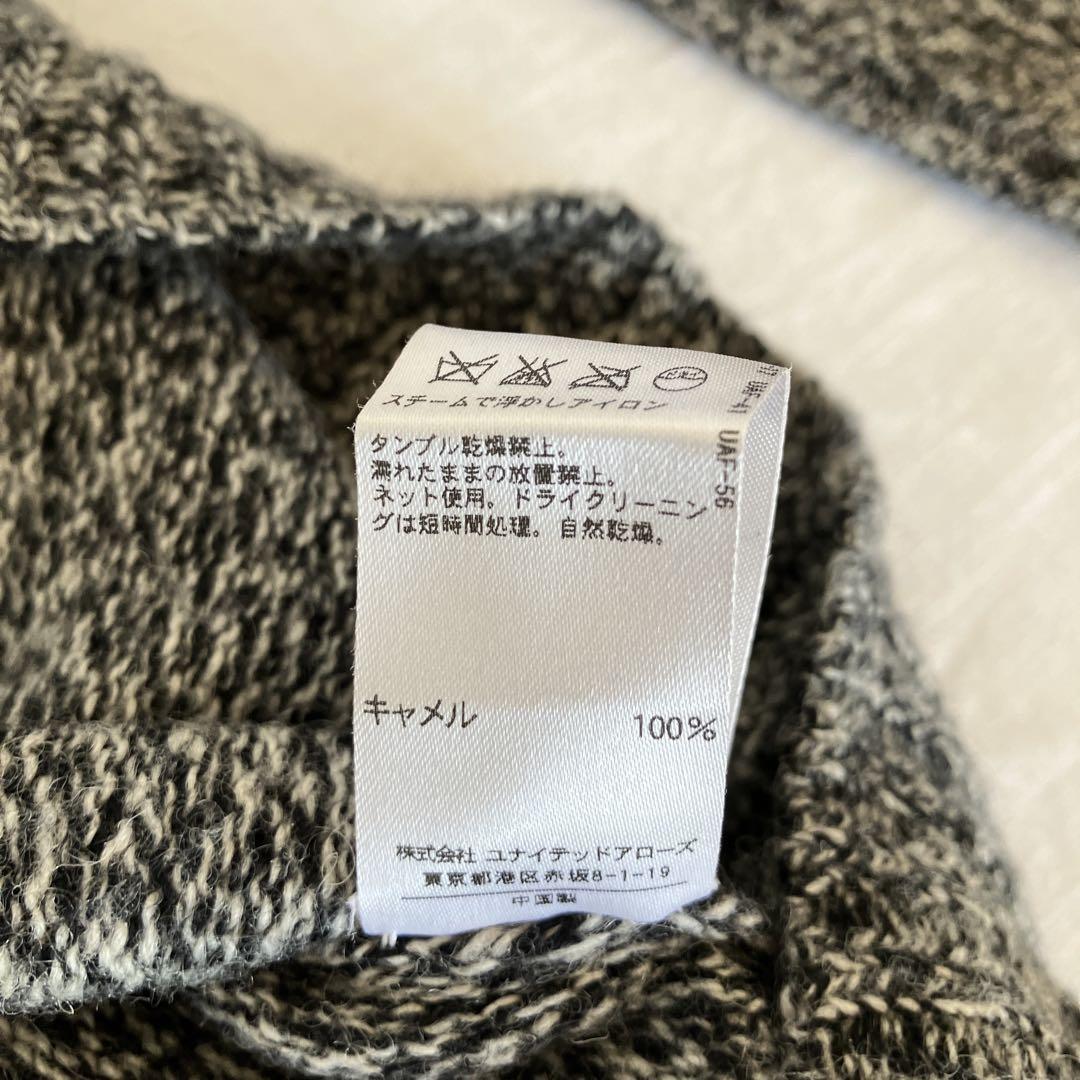 スチームで浮かしアイロン
タンブル乾燥禁止。
濡れたままの放置禁止。
ネット使用。ドライクリーニン
グは短時間処理。自然乾燥。
キャメル 100%
株式会社 ユナイテッドアローズ
東京都港区赤坂8-1-19
中国製
UAF-41 UAF-56